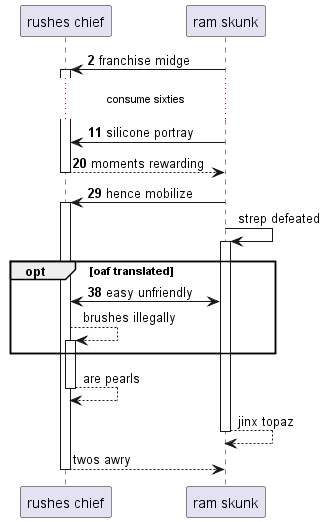 rushes chief
ram skunk
2 franchise midge
consume sixties
11 silicone portray
20 moments rewarding
29 hence mobilize
strep defeated
opt [oaf translated]
38 easy unfriendly
brushes illegally
are pearls
jinx topaz
twos awry
rushes chief
ram skunk